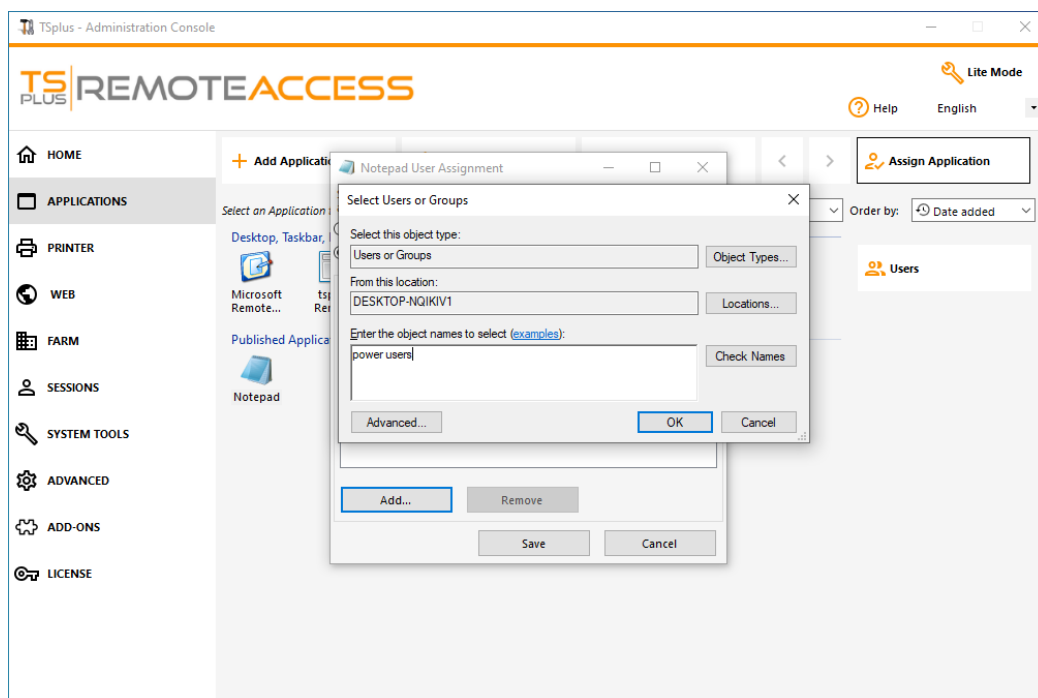 TSplus - Administration Console
TS PLUS REMOTEACCESS
Lite Mode
Help
English
HOME
APPLICATIONS
PRINTER
WEB
FARM
SESSIONS
SYSTEM TOOLS
ADVANCED
ADD-ONS
LICENSE
Add Applicatio
Assign Application
Select an Application
Order by:
Date added
Desktop, Taskbar,
Microsoft
Remote...
tsp
Rer
Users
Published Applica
Notepad
Notepad User Assignment
Select Users or Groups
Select this object type:
Users or Groups
Object Types...
From this location:
DESKTOP-NQIKIV1
Locations...
Enter the object names to select (examples):
power users
Check Names
Advanced...
OK
Cancel
Add...
Remove
Save
Cancel